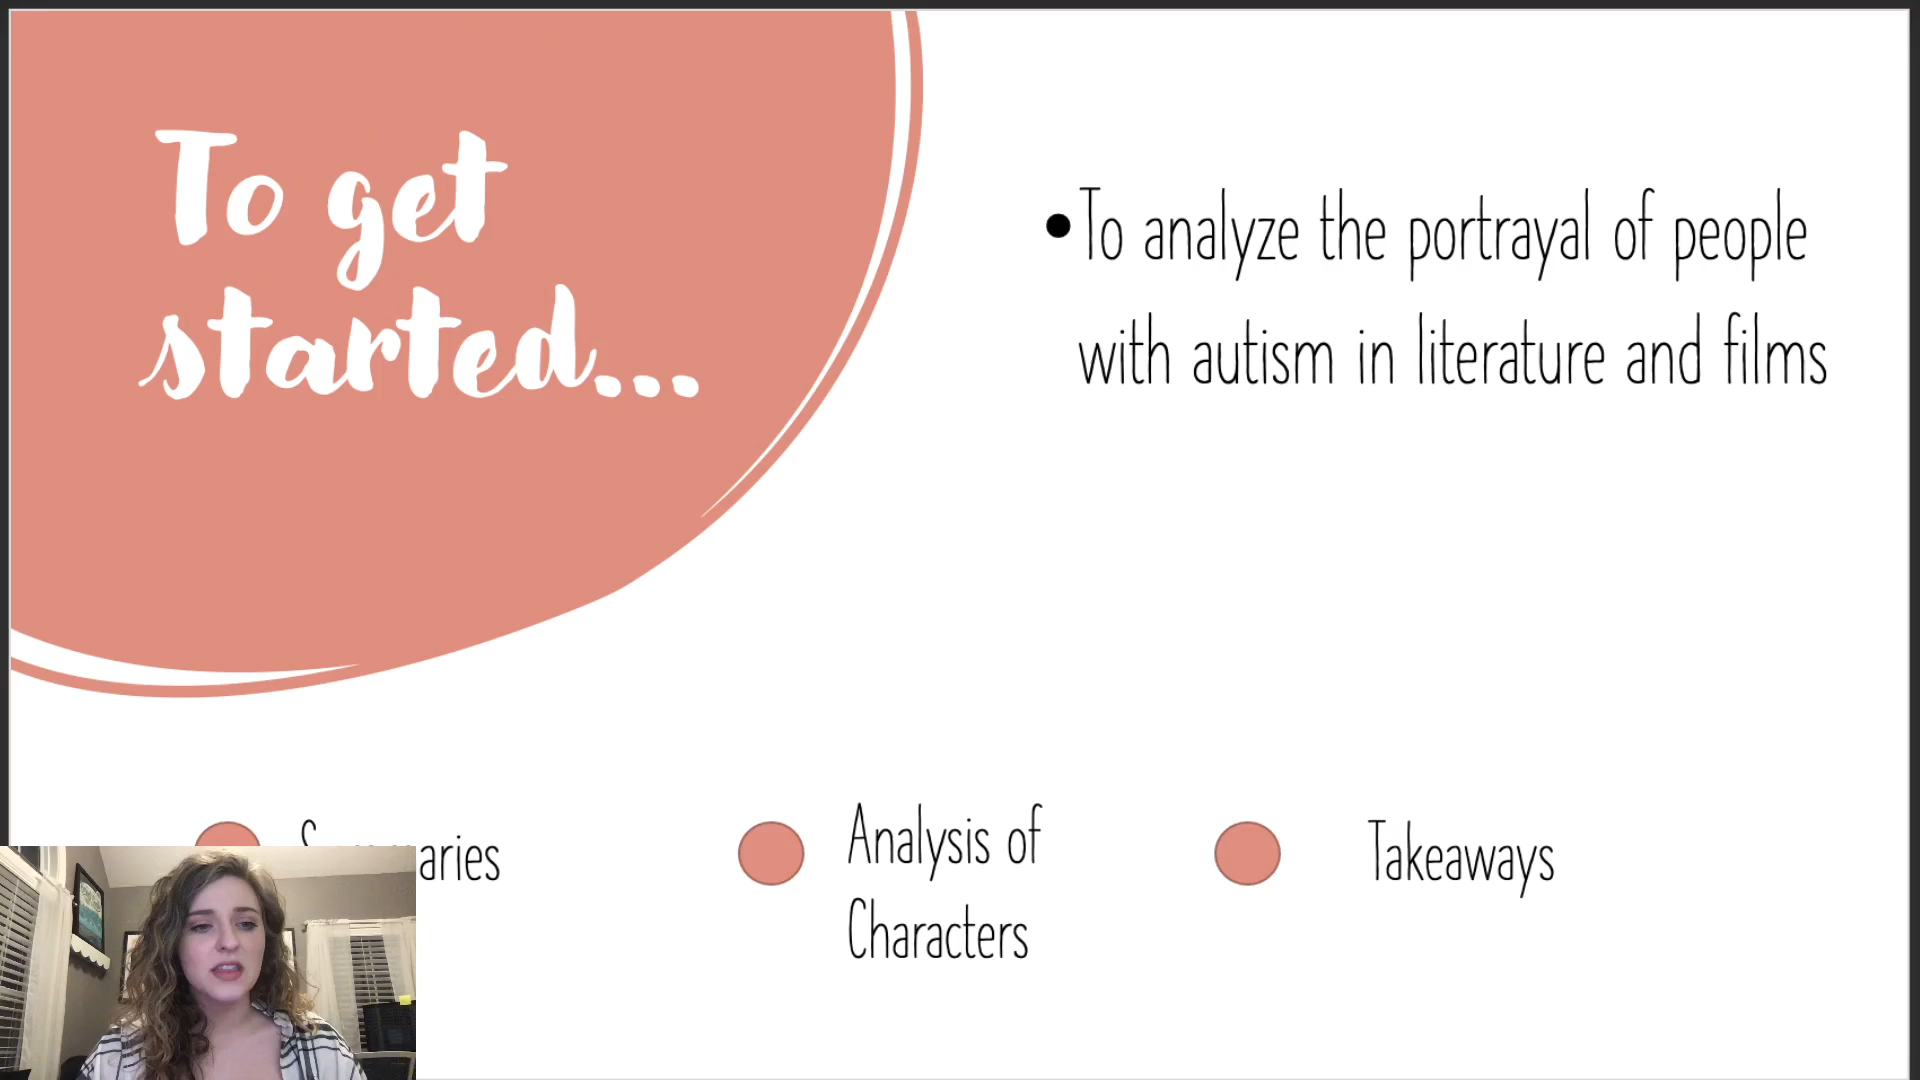 To get
started...
•To analyze the portrayal of people
with autism in literature and films
Analysis of
Characters
Takeaways